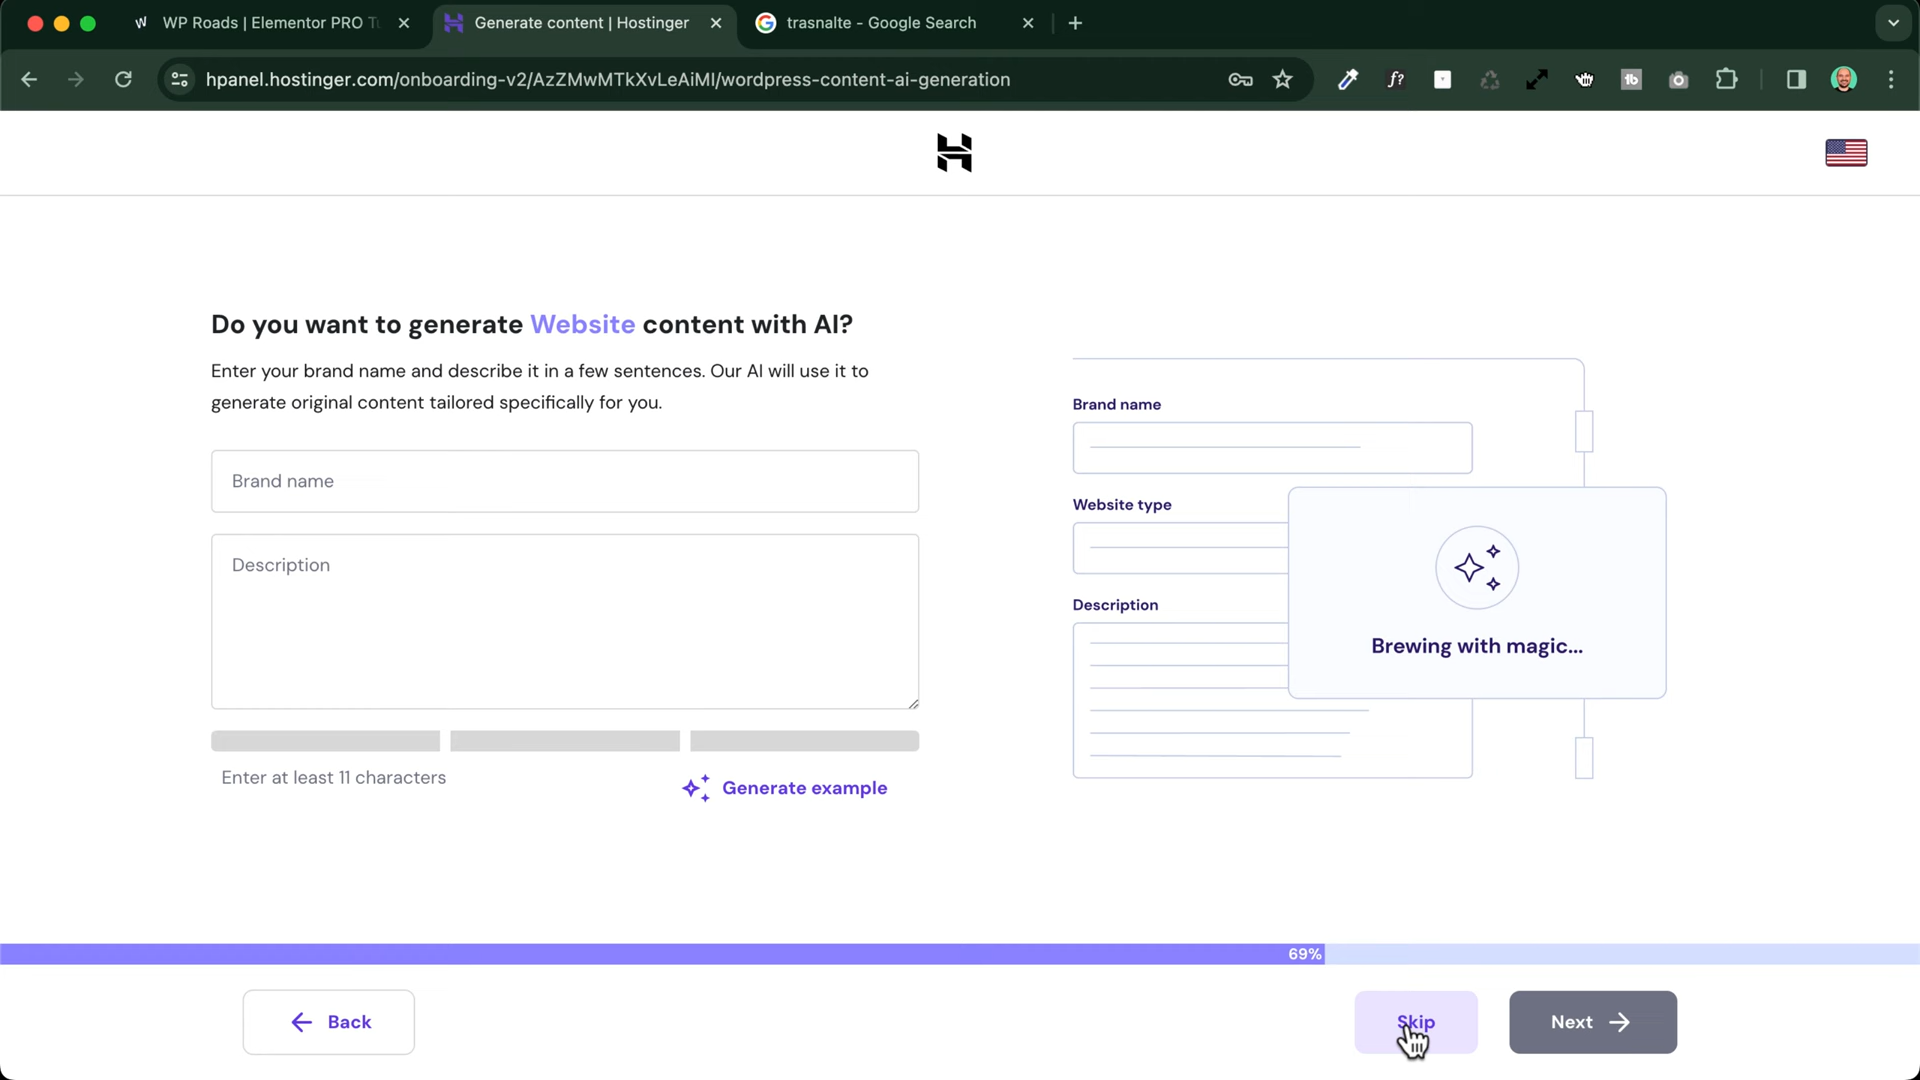 WP Roads | Elementor PRO Tu
Generate content | Hostinger
trasnalte - Google Search
hpanel.hostinger.com/onboarding-v2/AzZMwMTkXvLeAiMI/wordpress-content-ai-generation
Do you want to generate Website content with AI?
Enter your brand name and describe it in a few sentences. Our AI will use it to
generate original content tailored specifically for you.
Brand name
Description
Enter at least 11 characters
Generate example
Brand name
Website type
Description
Brewing with magic...
69%
Back
Skip
Next